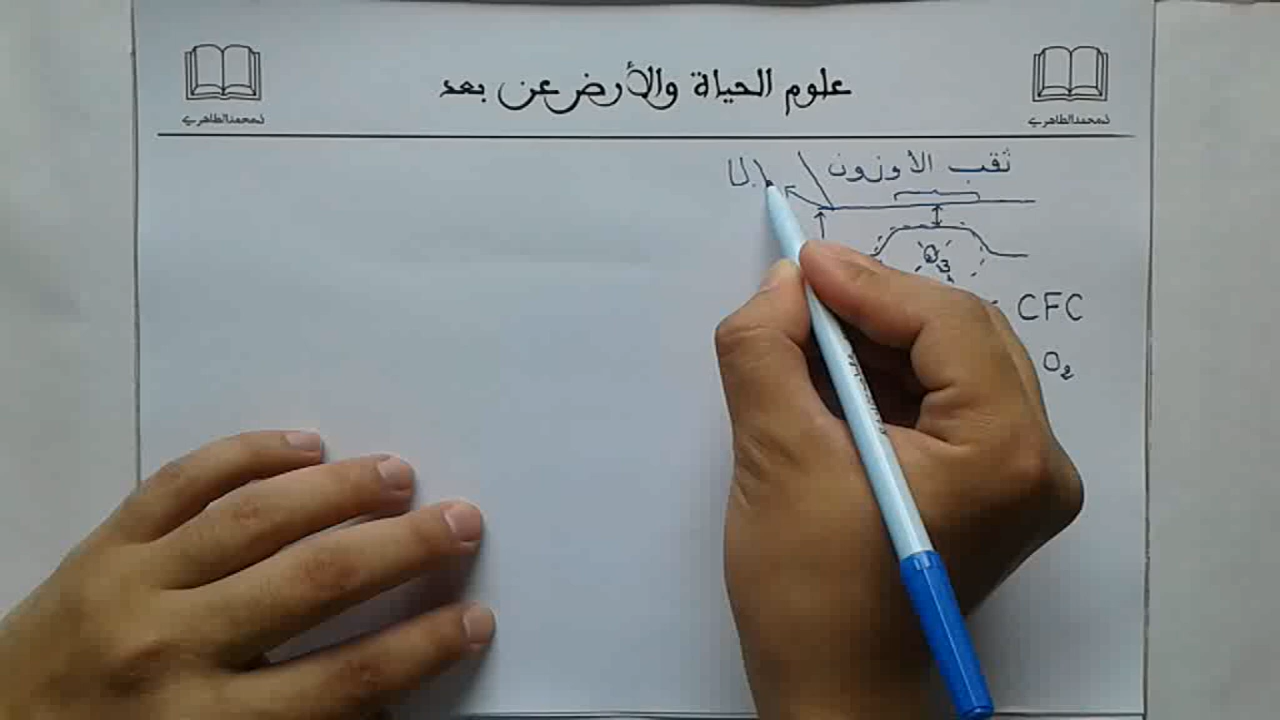 علوم الحياة والأرض عن بعد
ذ.محمد الطاهري
ذ.محمد الطاهري
ثقب الأوزون
O3
CFC
O2